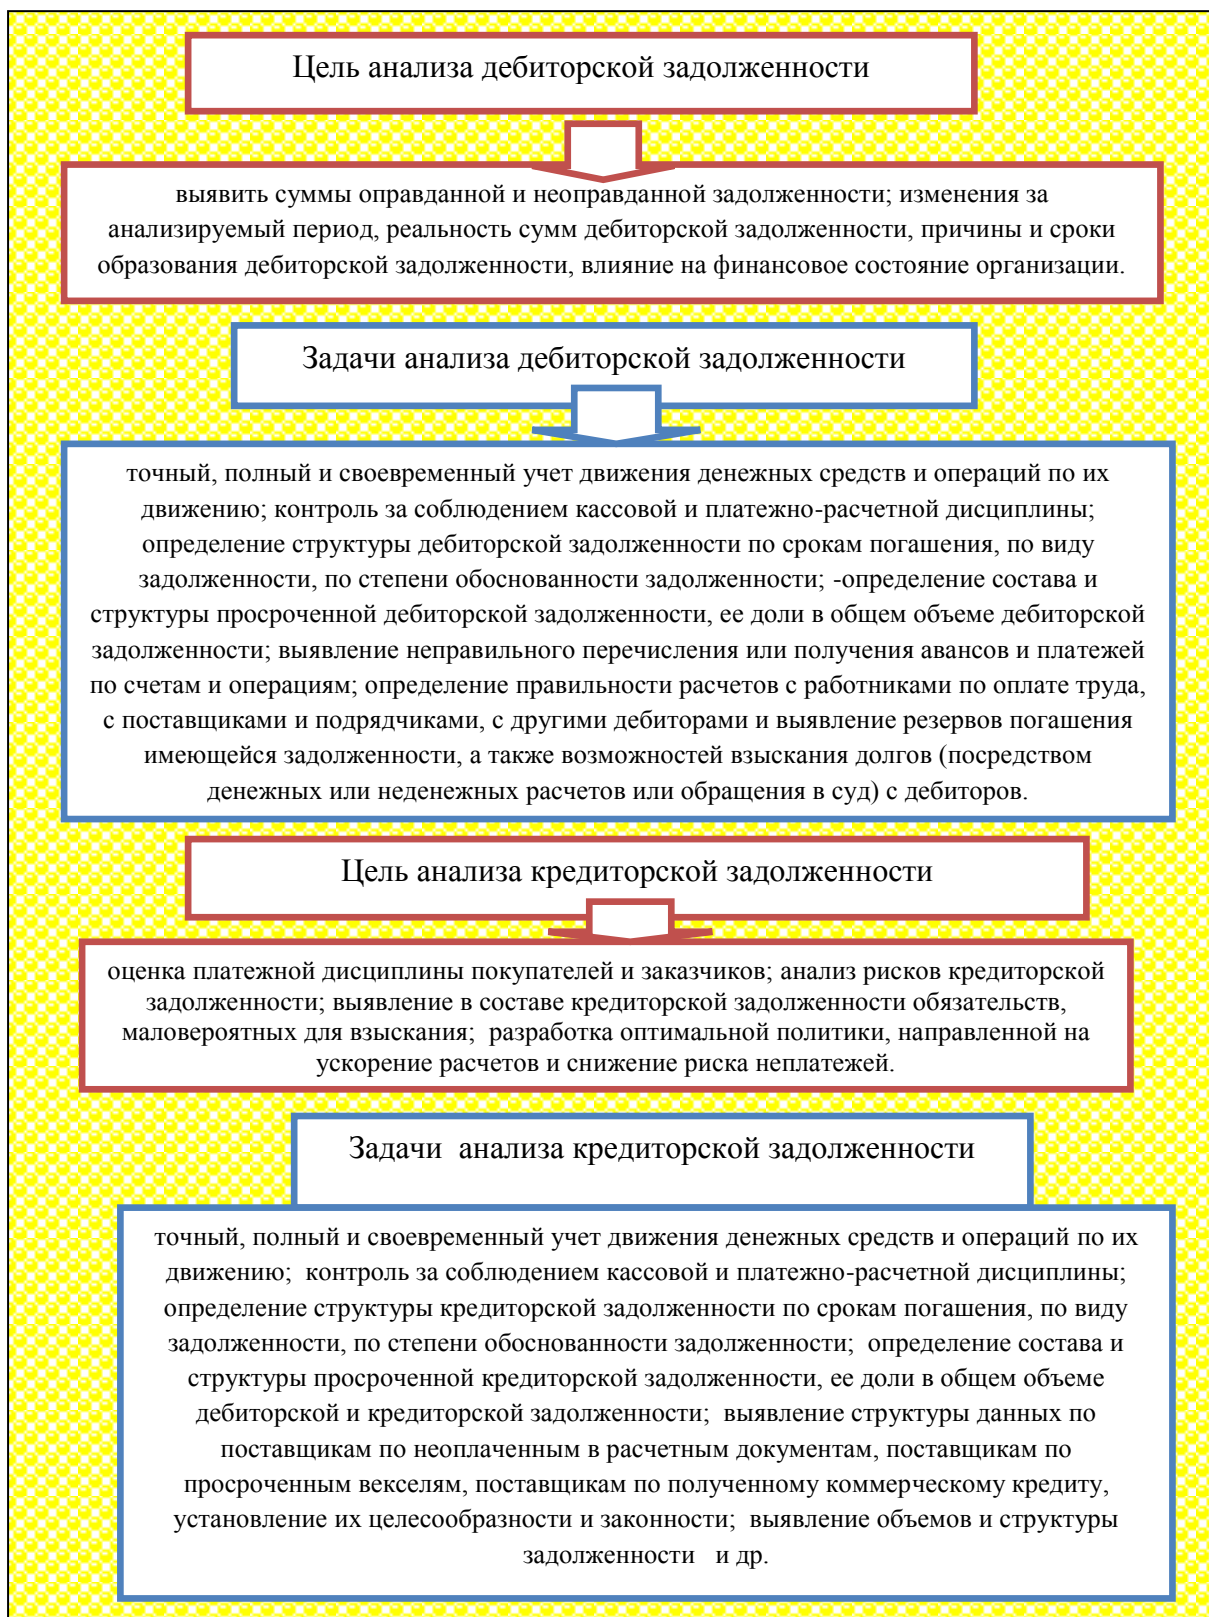 Цель анализа дебиторской задолженности
выявить суммы оправданной и неоправданной задолженности; изменения за
анализируемый период, реальность сумм дебиторской задолженности, причины и сроки
образования дебиторской задолженности, влияние на финансовое состояние организации.
Задачи анализа дебиторской задолженности
точный, полный и своевременный учет движения денежных средств и операций по их
движению; контроль за соблюдением кассовой и платежно-расчетной дисциплины;
определение структуры дебиторской задолженности по срокам погашения, по виду
задолженности, по степени обоснованности задолженности; -определение состава и
структуры просроченной дебиторской задолженности, ее доли в общем объеме дебиторской
задолженности; выявление неправильного перечисления или получения авансов и платежей
по счетам и операциям; определение правильности расчетов с работниками по оплате труда,
с поставщиками и подрядчиками, с другими дебиторами и выявление резервов погашения
имеющейся задолженности, а также возможностей взыскания долгов (посредством
денежных или неденежных расчетов или обращения в суд) с дебиторов.
Цель анализа кредиторской задолженности
оценка платежной дисциплины покупателей и заказчиков; анализ рисков кредиторской
задолженности; выявление в составе кредиторской задолженности обязательств,
маловероятных для взыскания;  разработка оптимальной политики, направленной на
ускорение расчетов и снижение риска неплатежей.
Задачи  анализа кредиторской задолженности
точный, полный и своевременный учет движения денежных средств и операций по их
движению;  контроль за соблюдением кассовой и платежно-расчетной дисциплины;
определение структуры кредиторской задолженности по срокам погашения, по виду
задолженности, по степени обоснованности задолженности;  определение состава и
структуры просроченной кредиторской задолженности, ее доли в общем объеме
дебиторской и кредиторской задолженности;  выявление структуры данных по
поставщикам по неоплаченным в расчетным документам, поставщикам по
просроченным векселям, поставщикам по полученному коммерческому кредиту,
установление их целесообразности и законности;  выявление объемов и структуры
задолженности   и др.